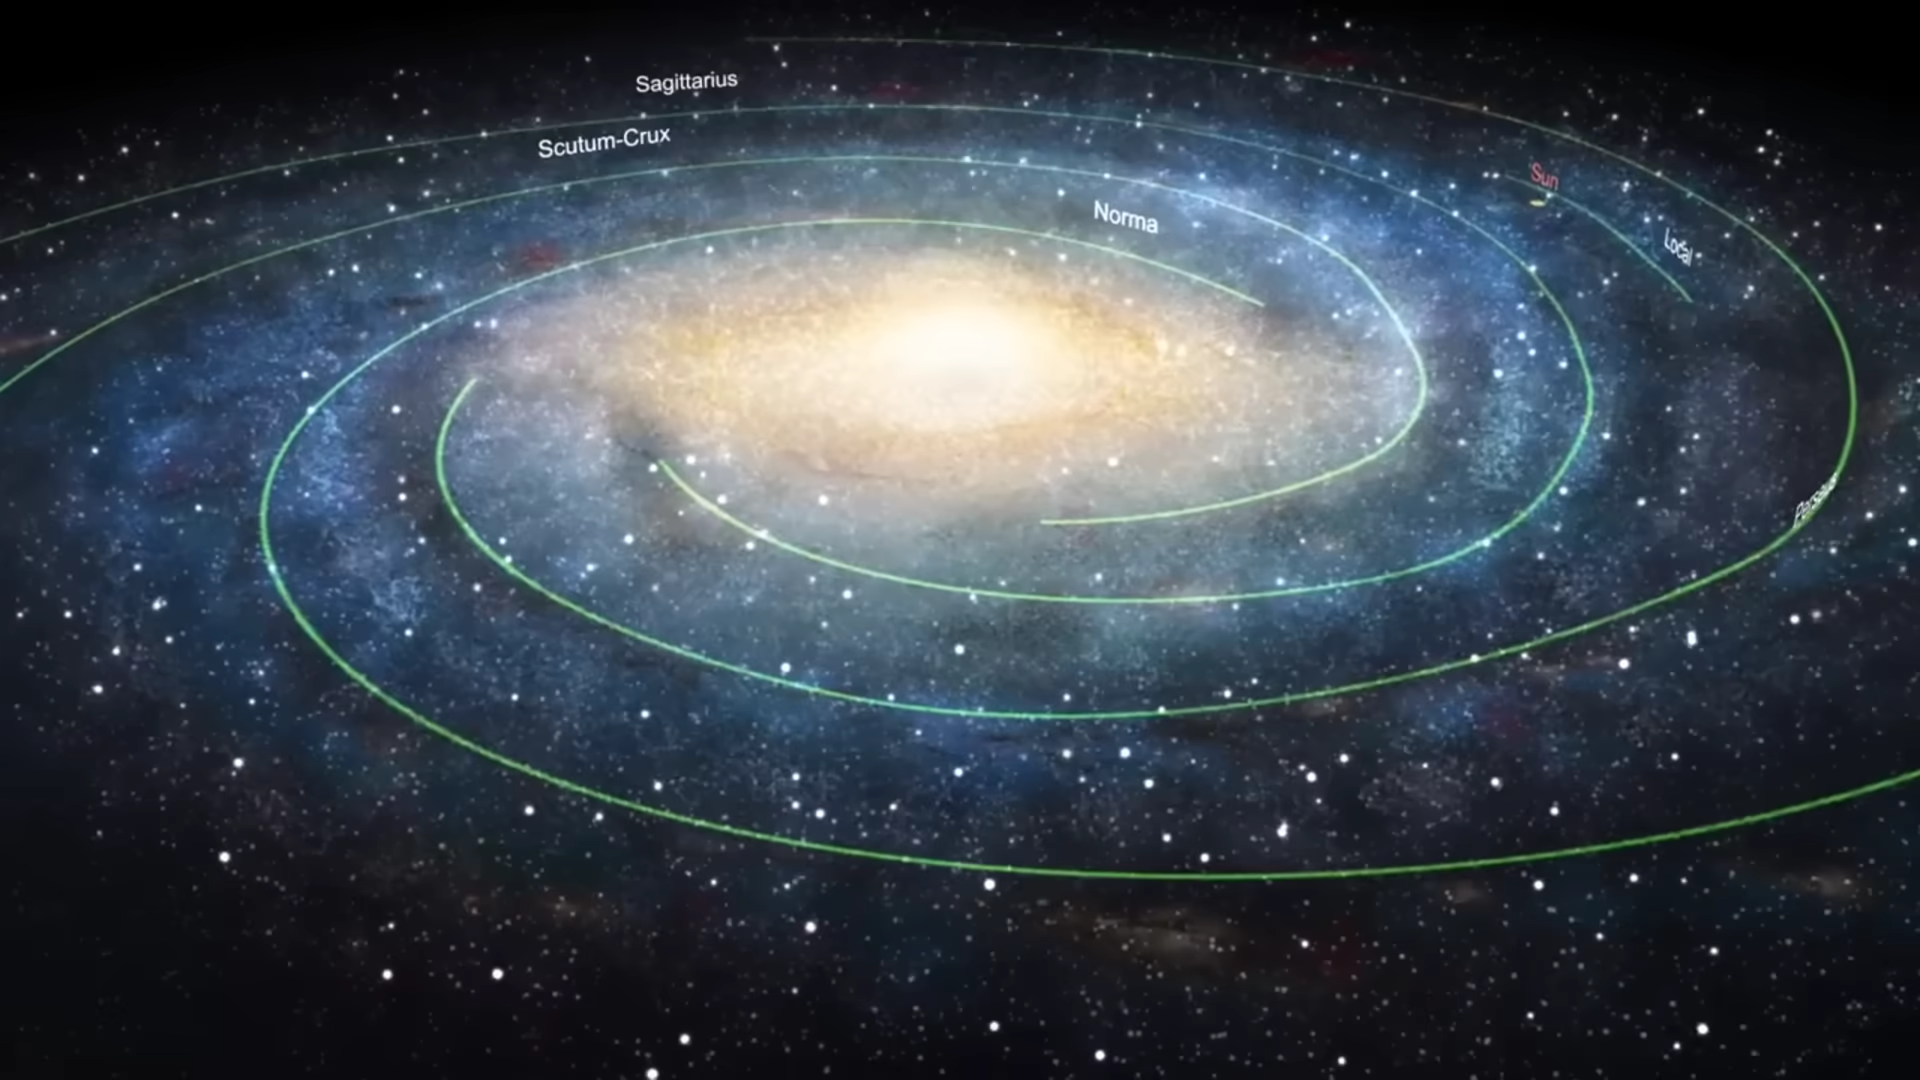 Sagittarius
Scutum-Crux
Sun
Norma
Local
Perseus